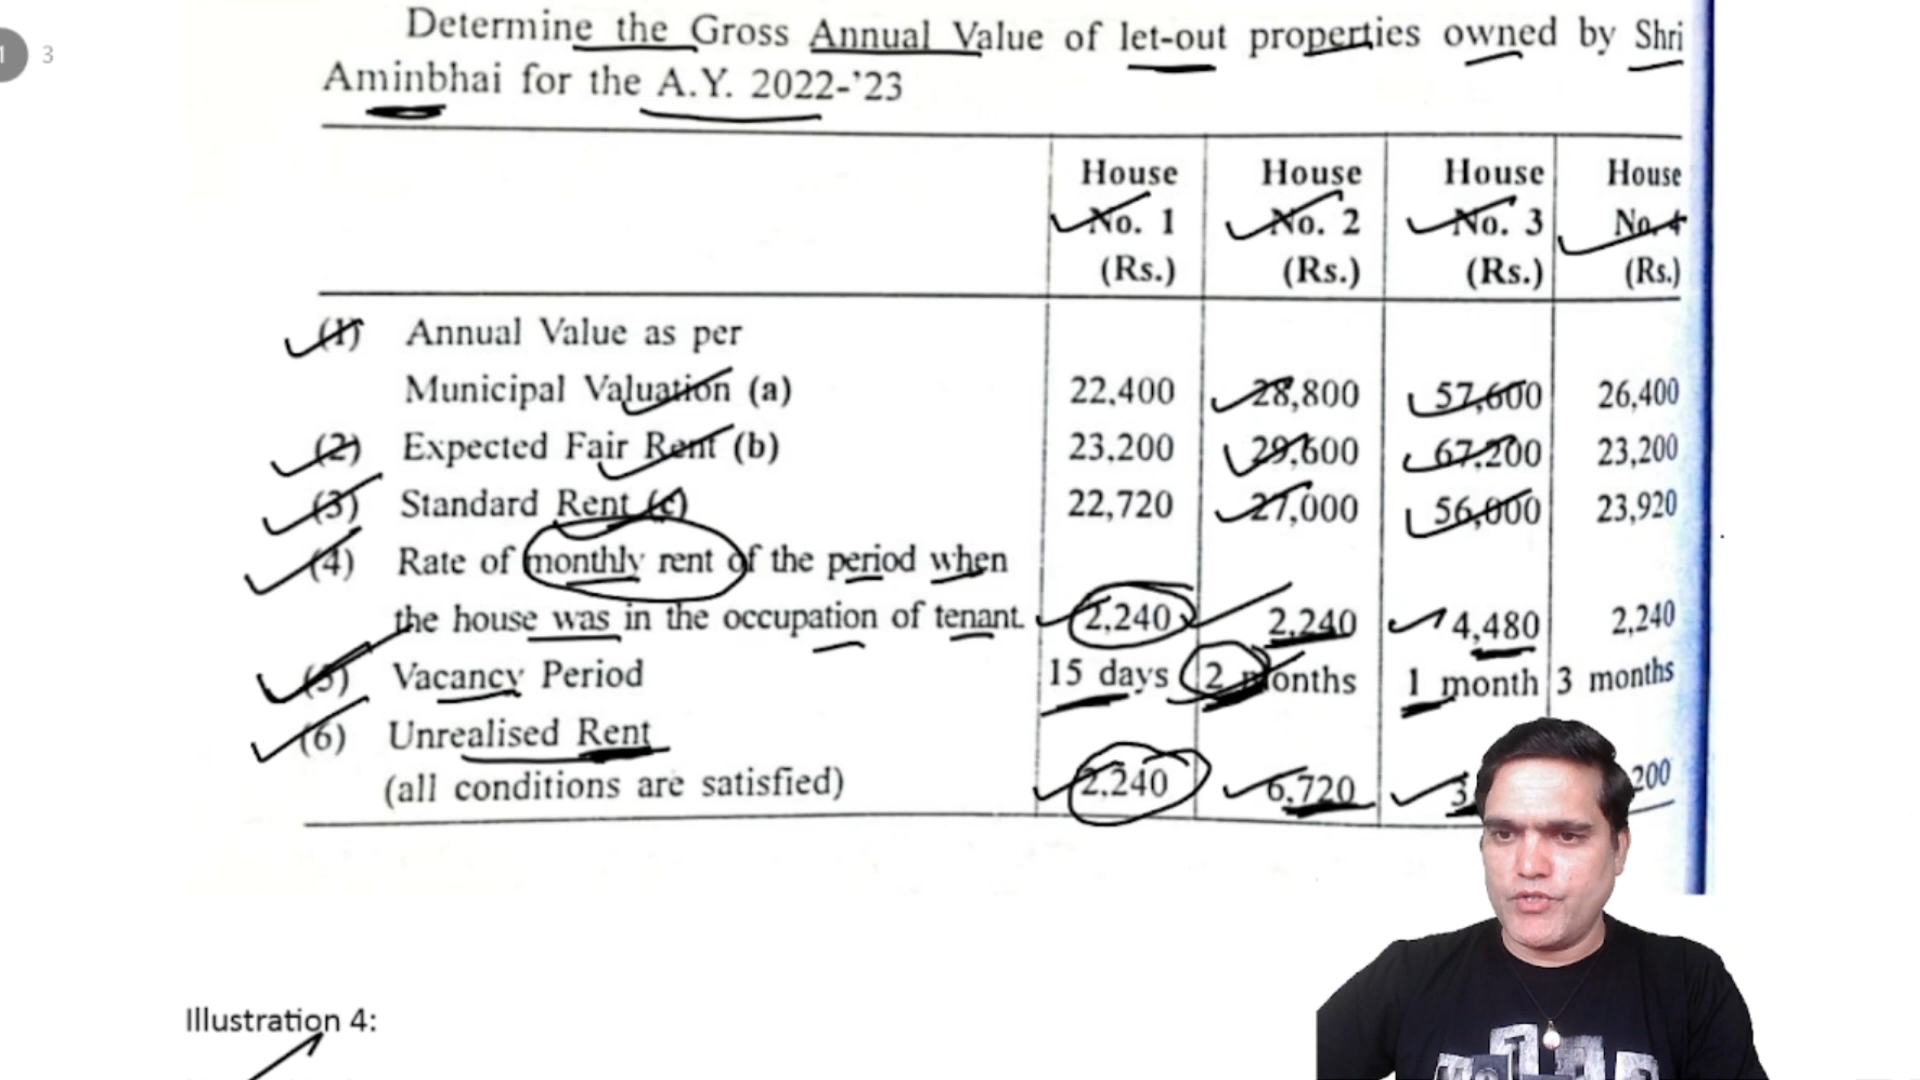 1 3
Determine the Gross Annual Value of let-out properties owned by Shri
Aminbhai for the A.Y. 2022-'23
House House House House
No. 1 No. 2 No. 3 No. 4
(Rs.) (Rs.) (Rs.) (Rs.)
(1) Annual Value as per
Municipal Valuation (a) 22,400 28,800 57,600 26,400
(2) Expected Fair Rent (b) 23,200 29,600 67,200 23,200
(3) Standard Rent (c) 22,720 27,000 56,000 23,920
(4) Rate of monthly rent of the period when
the house was in the occupation of tenant. 2,240 2,240 4,480 2,240
(5) Vacancy Period 15 days 2 months 1 month 3 months
(6) Unrealised Rent
(all conditions are satisfied) 2,240 6,720
Illustration 4: